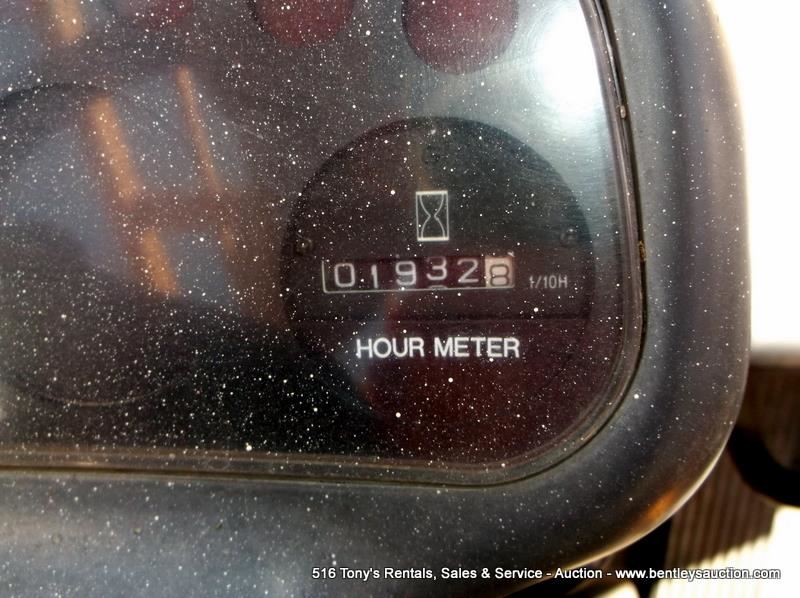 019328 1/10H
HOUR METER
516 Tony's Rentals, Sales & Service - Auction - www.bentleysauction.com